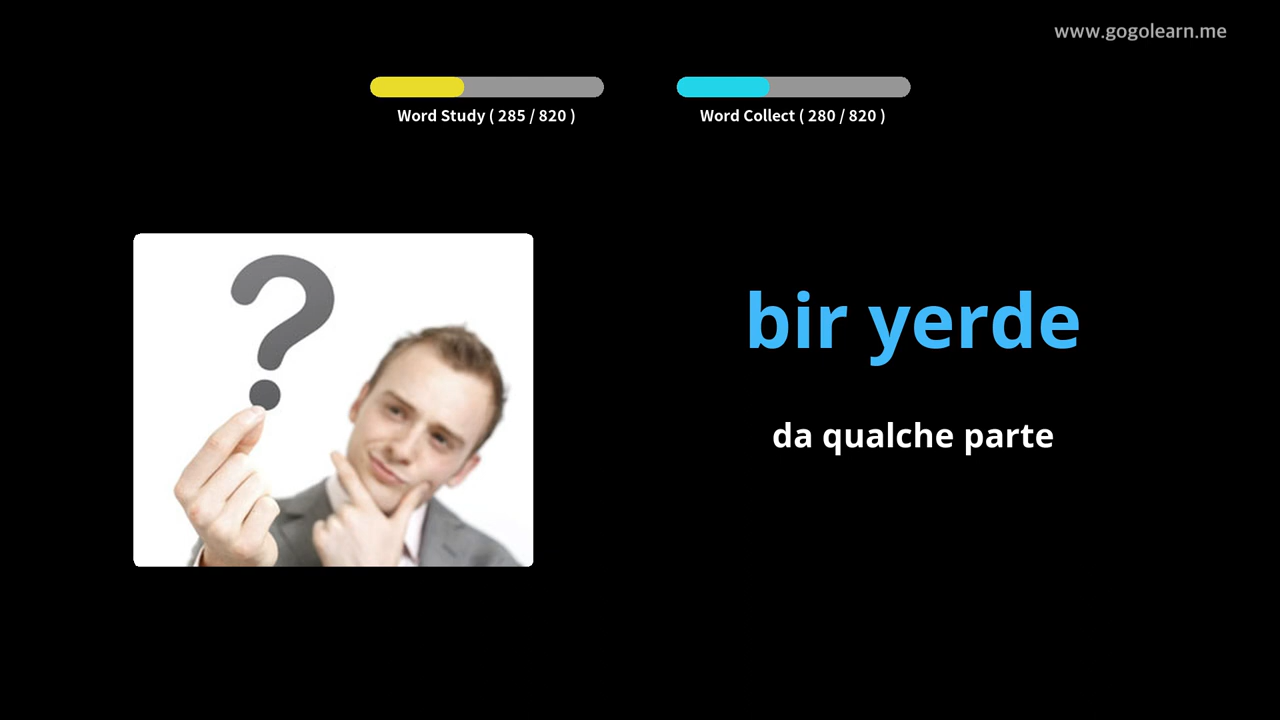 www.gogolearn.me
Word Study ( 285 / 820 )
Word Collect ( 280 / 820 )
bir yerde
da qualche parte